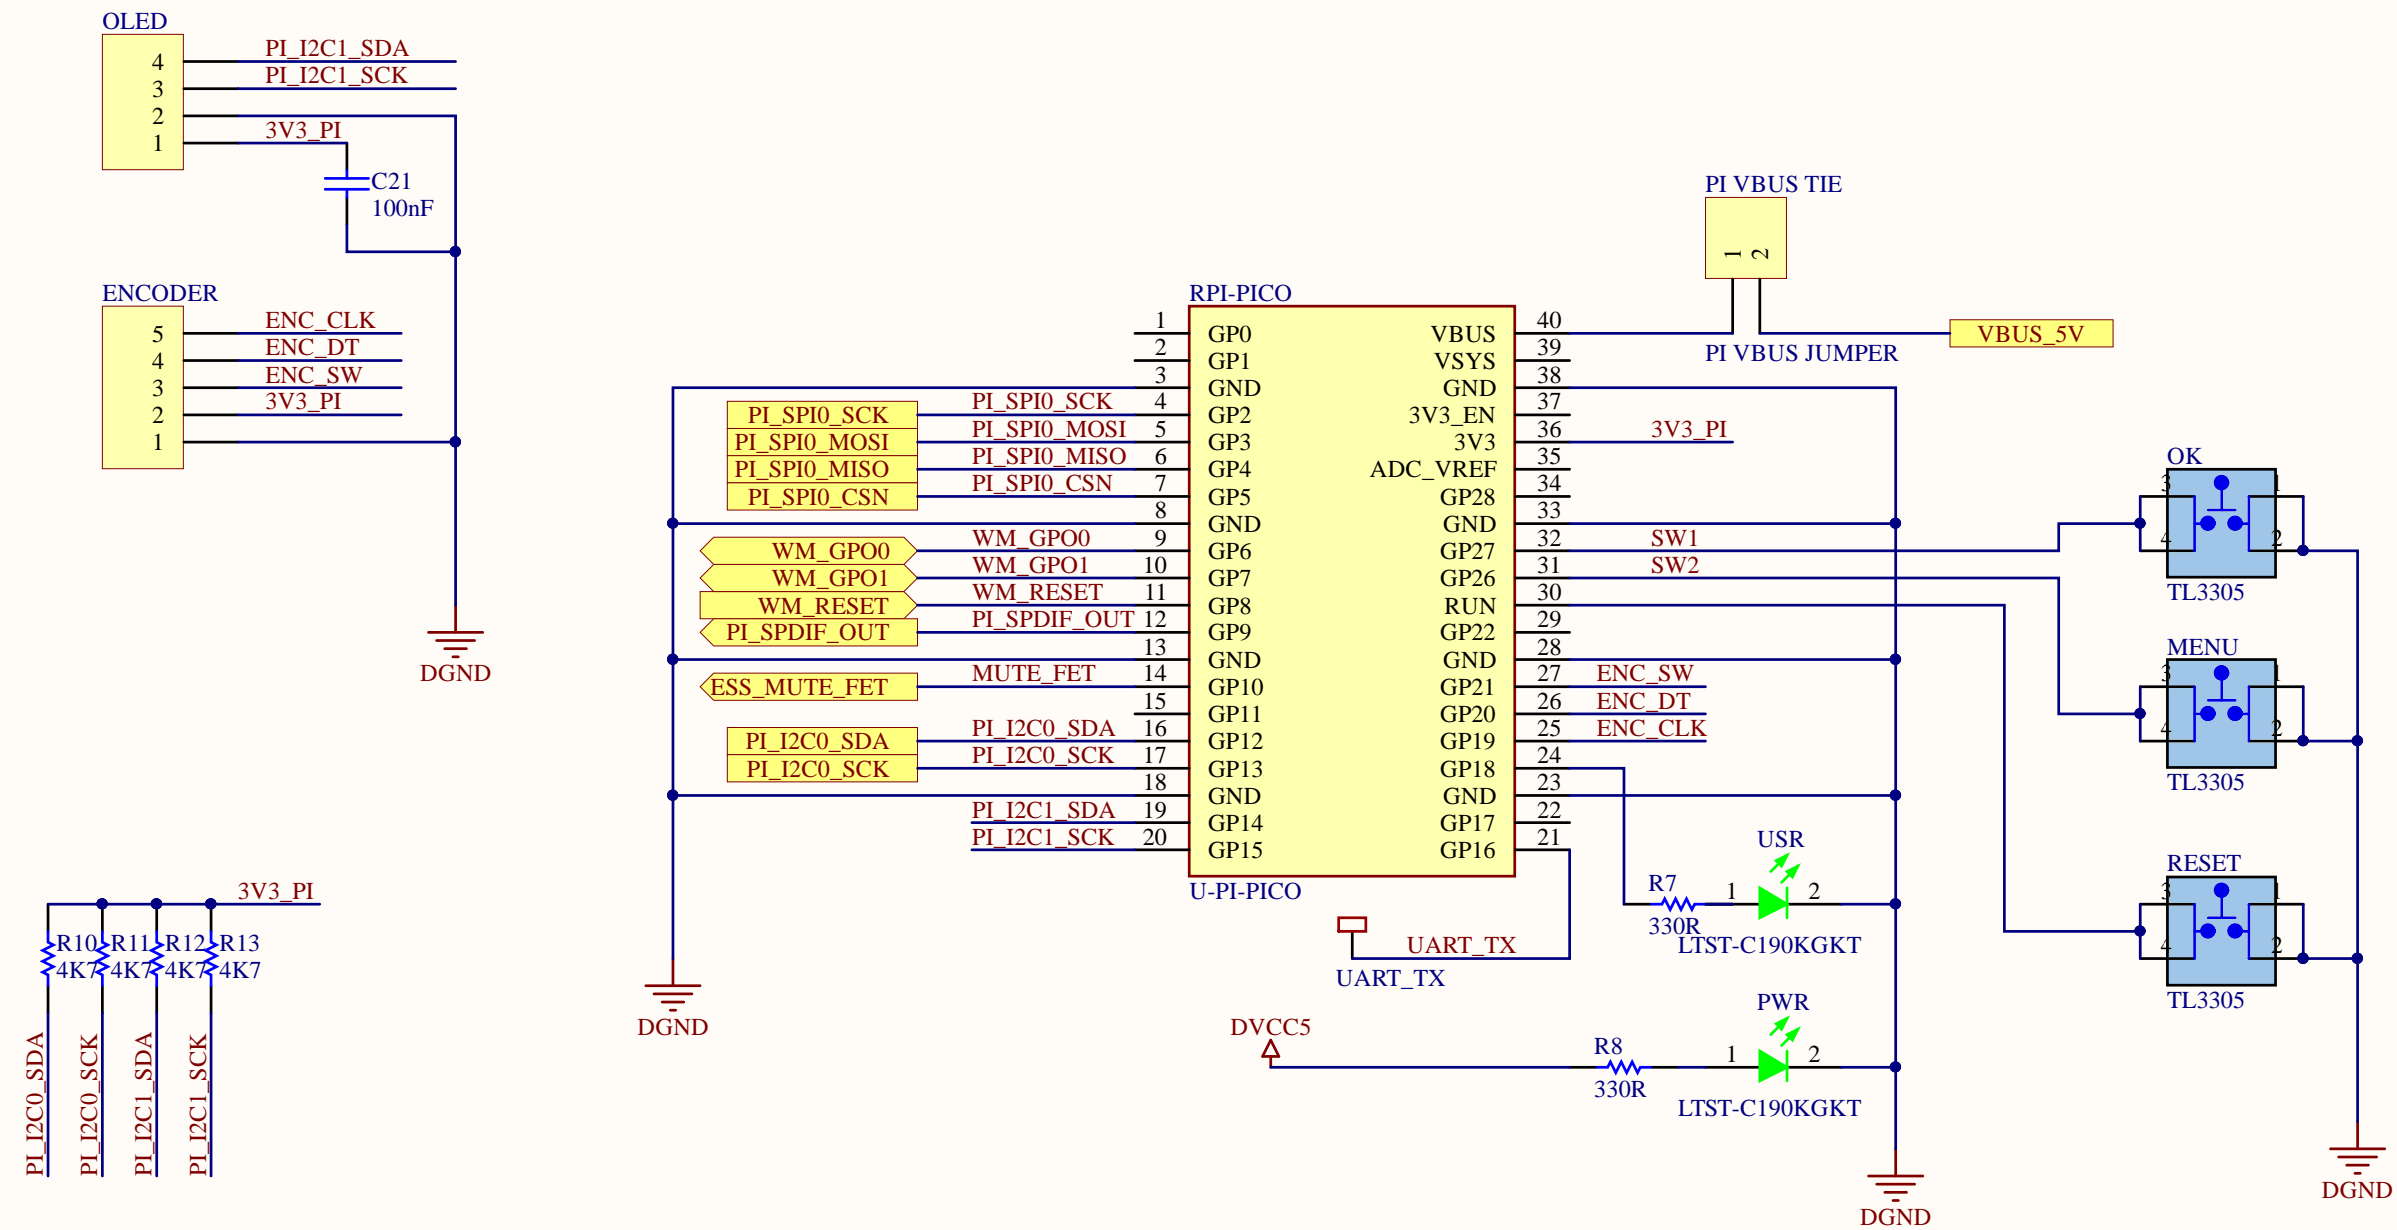 OLED
4 PI_I2C1_SDA
3 PI_I2C1_SCK
2
1 3V3_PI
C21
100nF
ENCODER
5 ENC_CLK
4 ENC_DT
3 ENC_SW
2 3V3_PI
1
DGND
3V3_PI
R10 R11 R12 R13
4K7 4K7 4K7 4K7
PI_I2C0_SDA
PI_I2C0_SCK
PI_I2C1_SDA
PI_I2C1_SCK
RPI-PICO
1 GP0
2 GP1
3 GND
PI_SPI0_SCK PI_SPI0_SCK 4 GP2
PI_SPI0_MOSI PI_SPI0_MOSI 5 GP3
PI_SPI0_MISO PI_SPI0_MISO 6 GP4
PI_SPI0_CSN PI_SPI0_CSN 7 GP5
8 GND
WM_GPO0 WM_GPO0 9 GP6
WM_GPO1 WM_GPO1 10 GP7
WM_RESET WM_RESET 11 GP8
PI_SPDIF_OUT PI_SPDIF_OUT 12 GP9
13 GND
ESS_MUTE_FET MUTE_FET 14 GP10
15 GP11
PI_I2C0_SDA PI_I2C0_SDA 16 GP12
PI_I2C0_SCK PI_I2C0_SCK 17 GP13
18 GND
PI_I2C1_SDA 19 GP14
PI_I2C1_SCK 20 GP15
DGND
VBUS 40
VSYS 39
GND 38
3V3_EN 37
3V3 36 3V3_PI
ADC_VREF 35
GP28 34
GND 33
GP27 32 SW1
GP26 31 SW2
RUN 30
GP22 29
GND 28
GP21 27 ENC_SW
GP20 26 ENC_DT
GP19 25 ENC_CLK
GP18 24
GND 23
GP17 22
GP16 21
U-PI-PICO
UART_TX
UART_TX
PI VBUS TIE
1 2
PI VBUS JUMPER
VBUS_5V
USR
R7 1 2
330R
LTST-C190KGKT
PWR
DVCC5
R8 1 2
330R
LTST-C190KGKT
DGND
OK
3 1
4 2
TL3305
MENU
3 1
4 2
TL3305
RESET
3 1
4 2
TL3305
DGND